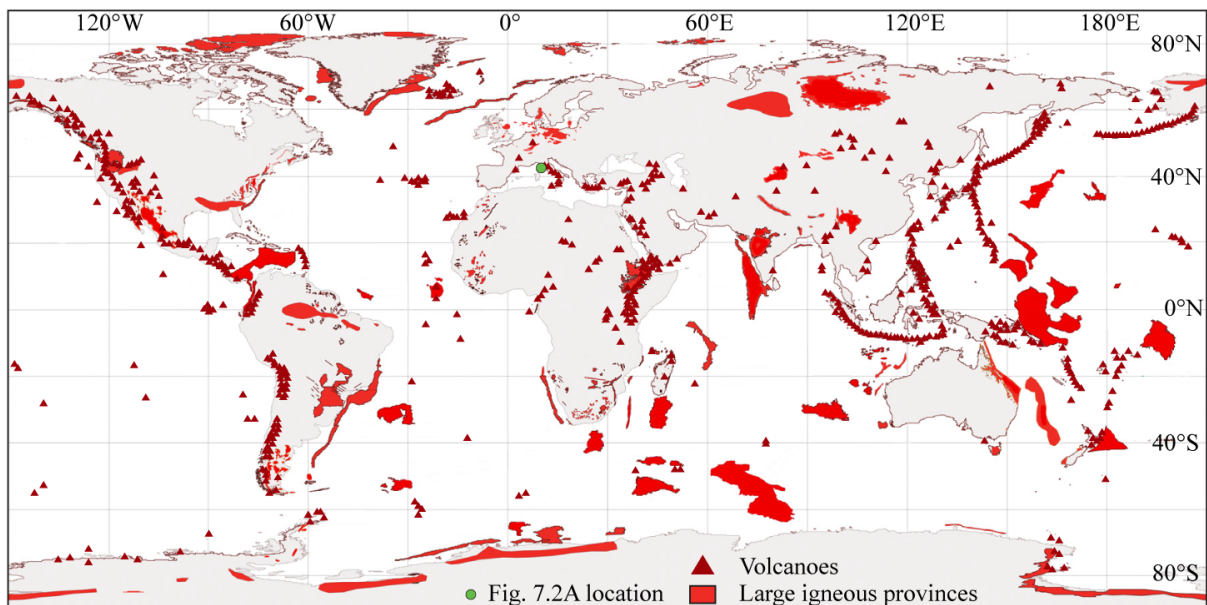 120°W 60°W 0° 60°E 120°E 180°E
80°N
40°N
0°N
40°S
Volcanoes
Fig. 7.2A location Large igneous provinces 80°S